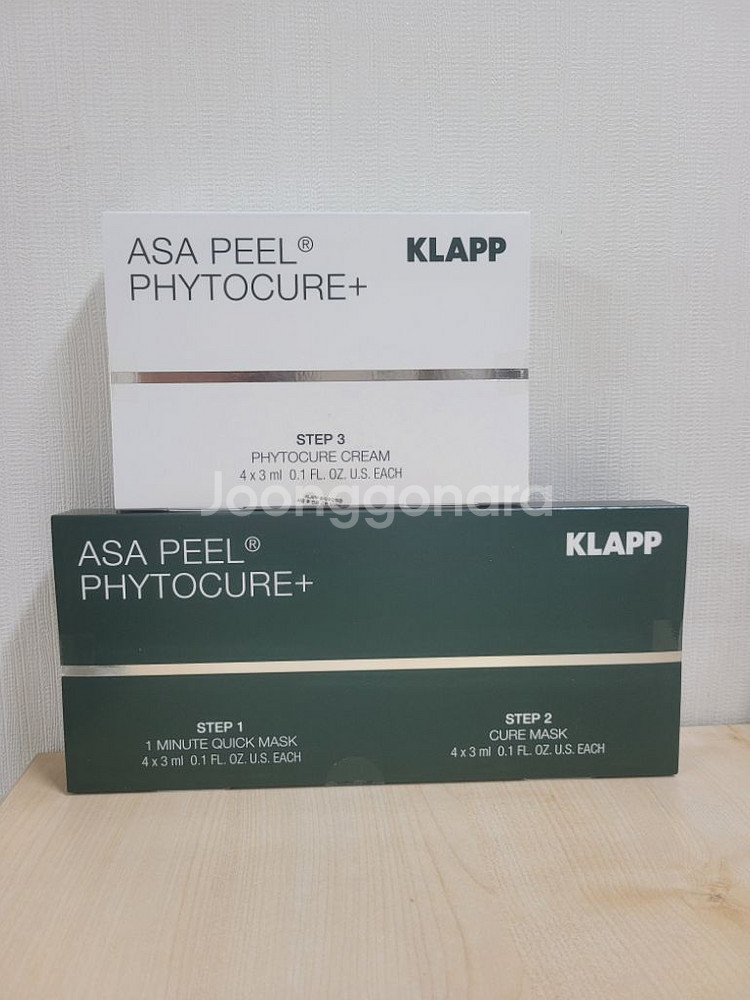 ASA PEEL®
PHYTOCURE+
KLAPP
STEP 3
PHYTOCURE CREAM
4 x 3 ml 0.1 FL. OZ. U.S. EACH
Joonggonara
ASA PEEL®
PHYTOCURE+
KLAPP
STEP 1
1 MINUTE QUICK MASK
4 x 3 ml 0.1 FL. OZ. U.S. EACH
STEP 2
CURE MASK
4 x 3 ml 0.1 FL. OZ. U.S. EACH